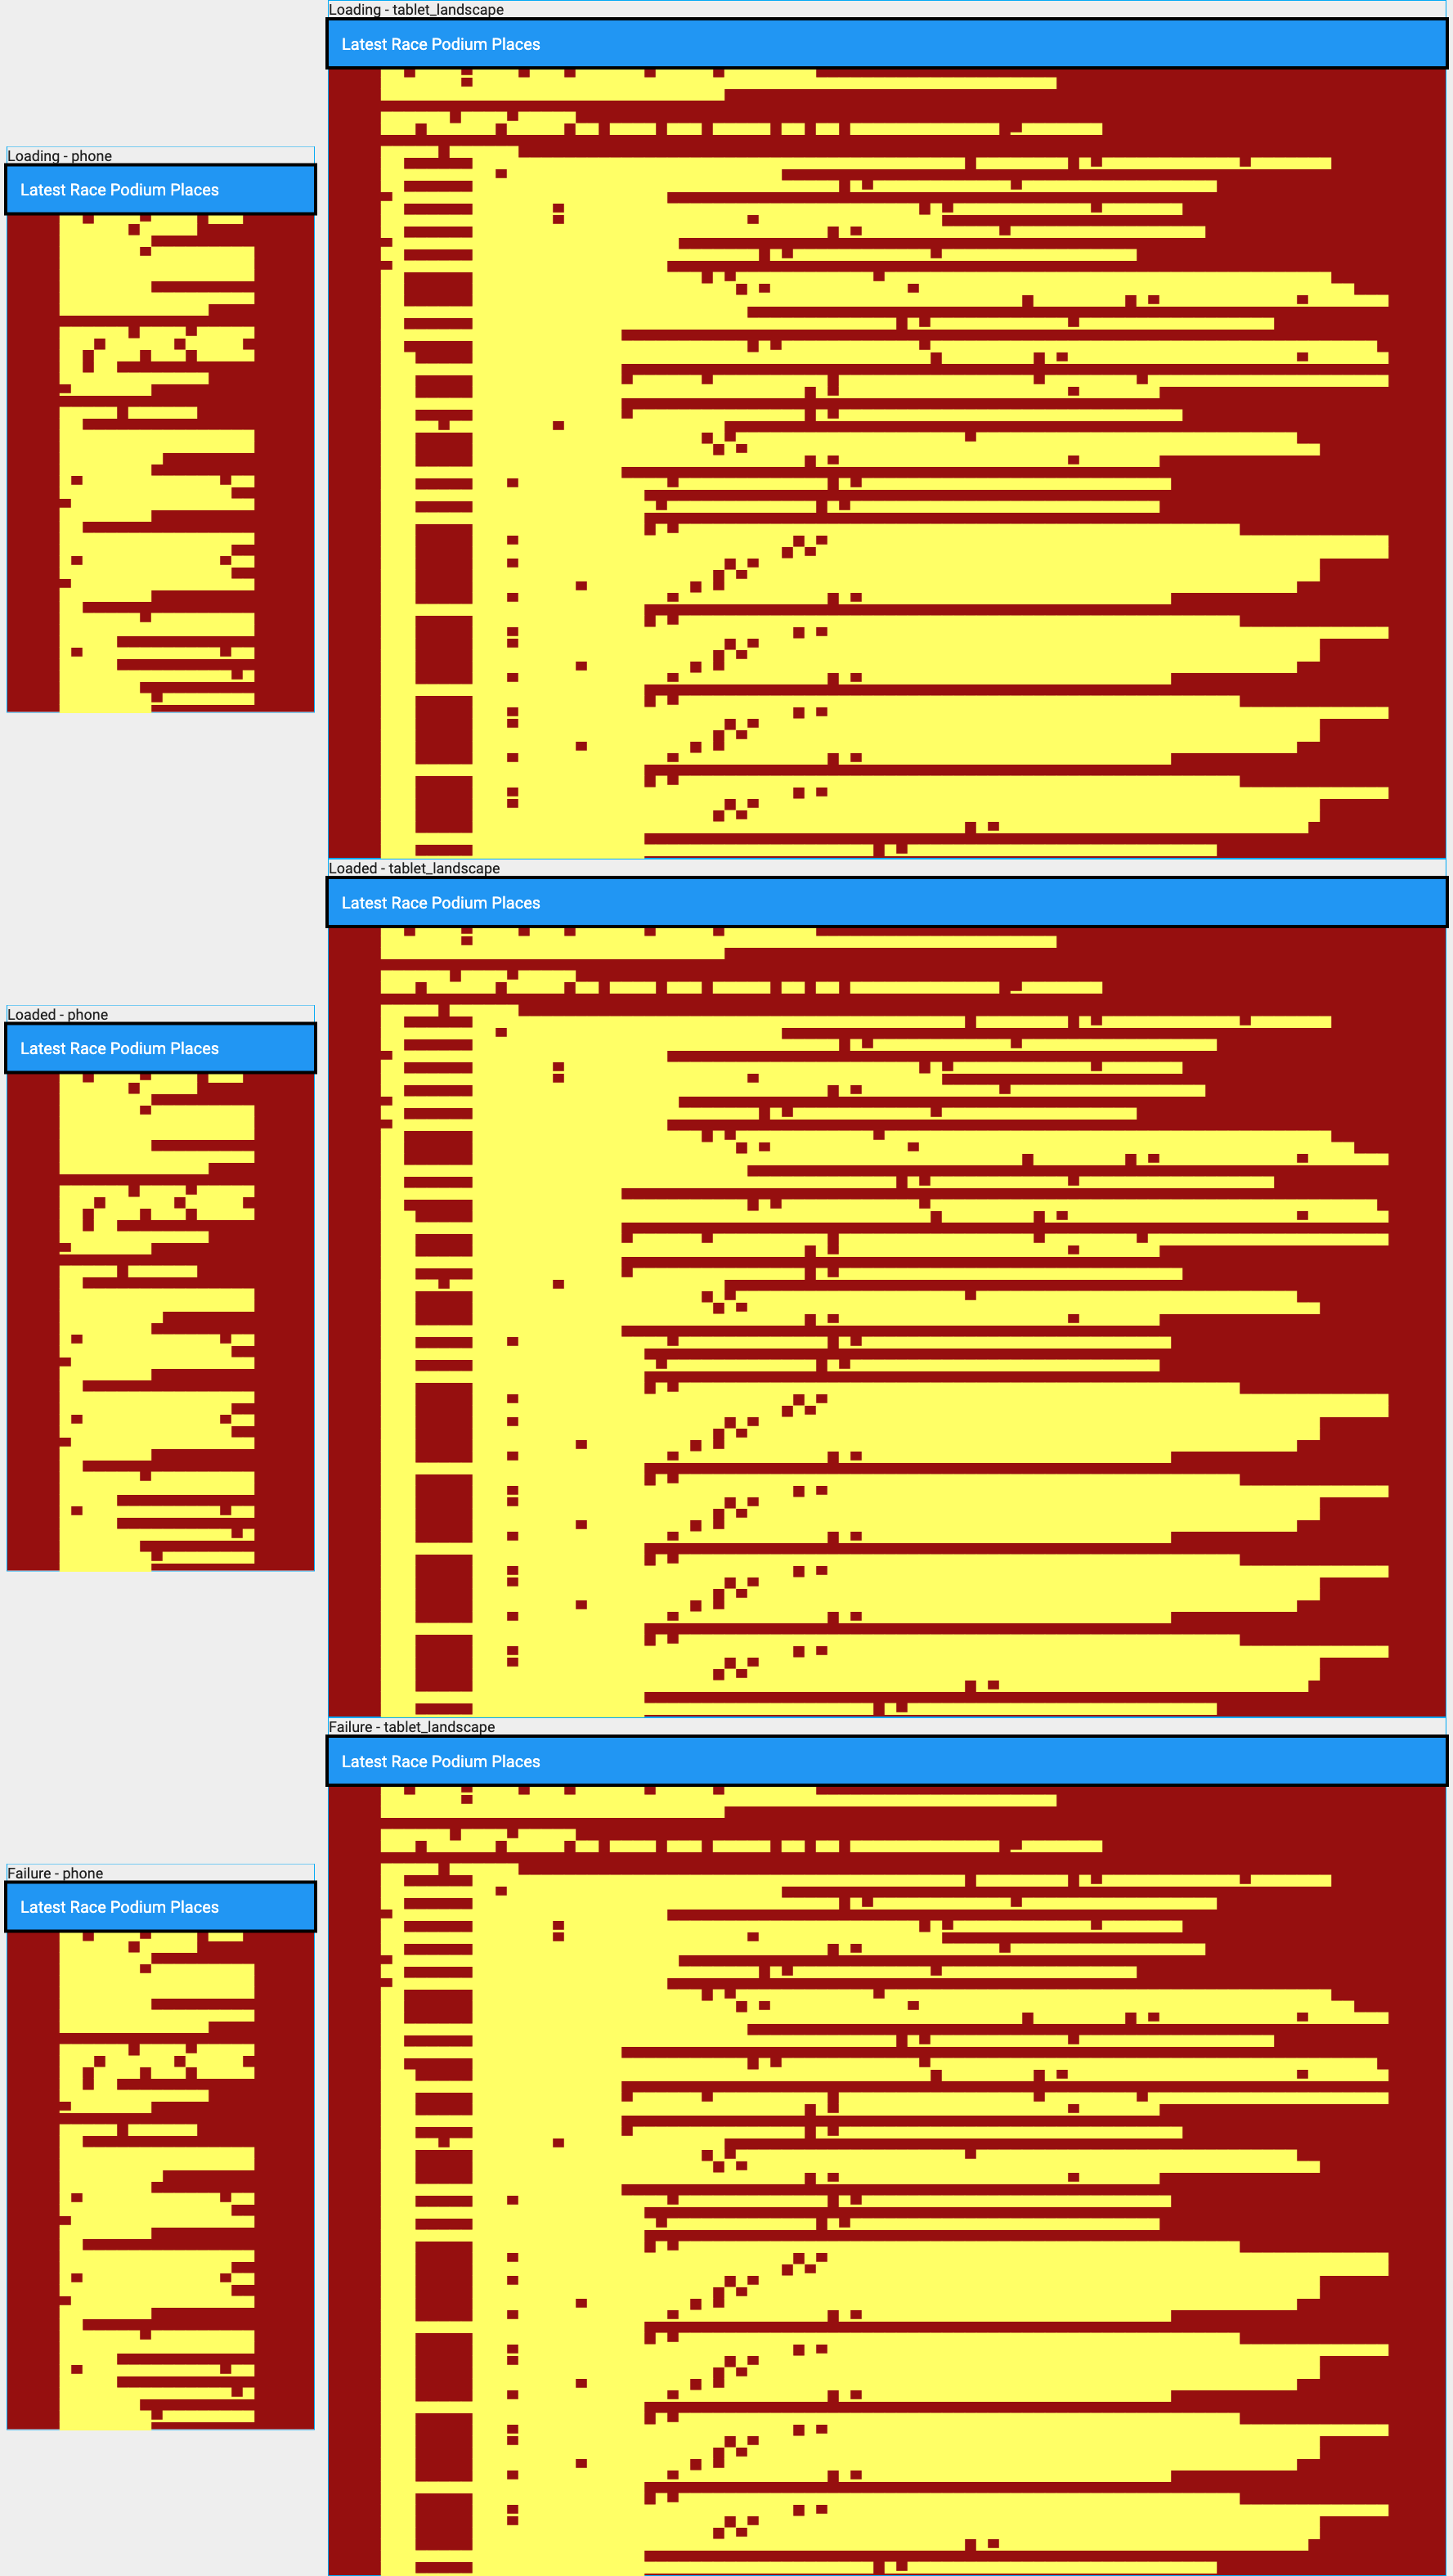 Loading - tablet_landscape
Latest Race Podium Places
Loading - phone
Latest Race Podium Places
Loaded - tablet_landscape
Latest Race Podium Places
Loaded - phone
Latest Race Podium Places
Failure - tablet_landscape
Latest Race Podium Places
Failure - phone
Latest Race Podium Places